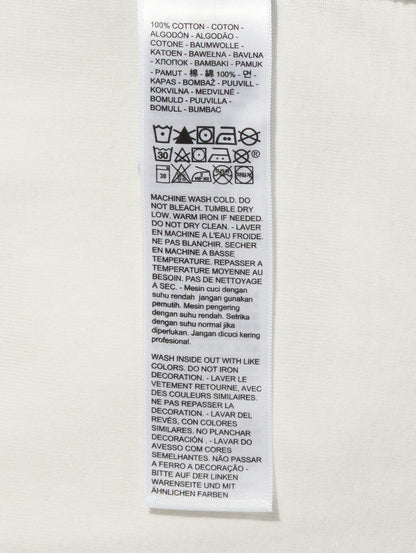 100% COTTON - COTON -
ALGODÓN - ALGODÃO -
COTONE - BAUMWOLLE -
KATOEN - BAWEŁNA - BAVLNA
- ХЛОПОК - BAMBAKI - PAMUK
- PAMUT - 棉 - 綿 100% - 면 -
KAPAS - BOMBAŽ - PUUVILL -
KOKVILNA - MEDVILNĖ -
BOMULD - PUUVILLA -
BOMULL - BUMBAC
30 ®
30
MACHINE WASH COLD. DO
NOT BLEACH. TUMBLE DRY
LOW. WARM IRON IF NEEDED.
DO NOT DRY CLEAN. - LAVER
EN MACHINE A L'EAU FROIDE.
NE PAS BLANCHIR. SECHER
EN MACHINE A BASSE
TEMPERATURE. REPASSER A
TEMPERATURE MOYENNE AU
BESOIN. PAS DE NETTOYAGE
A SEC. - Mesin cuci dengan
suhu rendah jangan gunakan
pemutih. Mesin pengering
dengan suhu rendah. Setrika
dengan suhu normal jika
diperlukan. Jangan dicuci kering
profesional.
WASH INSIDE OUT WITH LIKE
COLORS. DO NOT IRON
DECORATION. - LAVER LE
VETEMENT RETOURNE, AVEC
DES COULEURS SIMILAIRES.
NE PAS REPASSER LA
DECORATION. - LAVAR DEL
REVÉS, CON COLORES
SIMILARES. NO PLANCHAR
DECORACIÓN . - LAVAR DO
AVESSO COM CORES
SEMELHANTES. NÃO PASSAR
A FERRO A DECORAÇÃO -
BITTE AUF DER LINKEN
WARENSEITE UND MIT
ÄHNLICHEN FARBEN